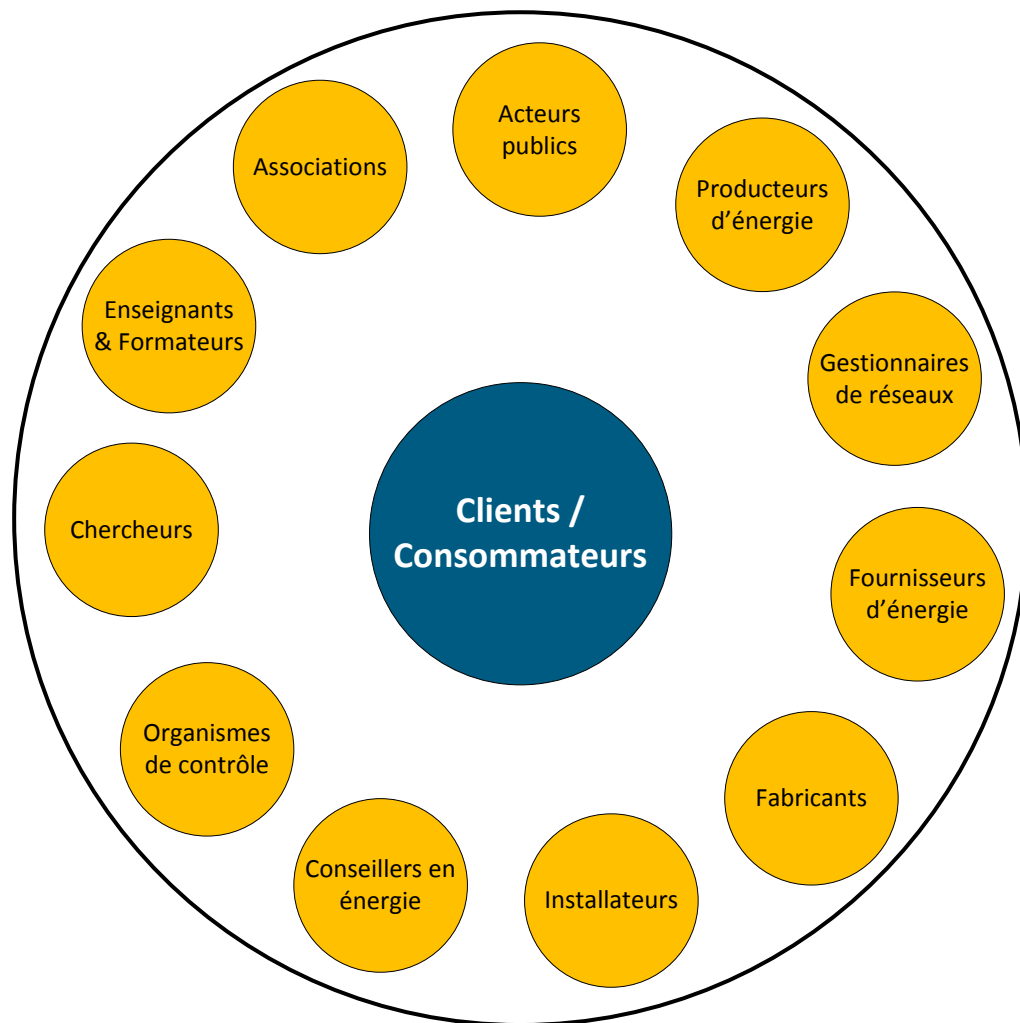 Acteurs
publics
Associations
Producteurs
d’énergie
Enseignants
& Formateurs
Gestionnaires
de réseaux
Clients /
Consommateurs
Chercheurs
Fournisseurs
d’énergie
Organismes
de contrôle
Fabricants
Conseillers en
énergie
Installateurs